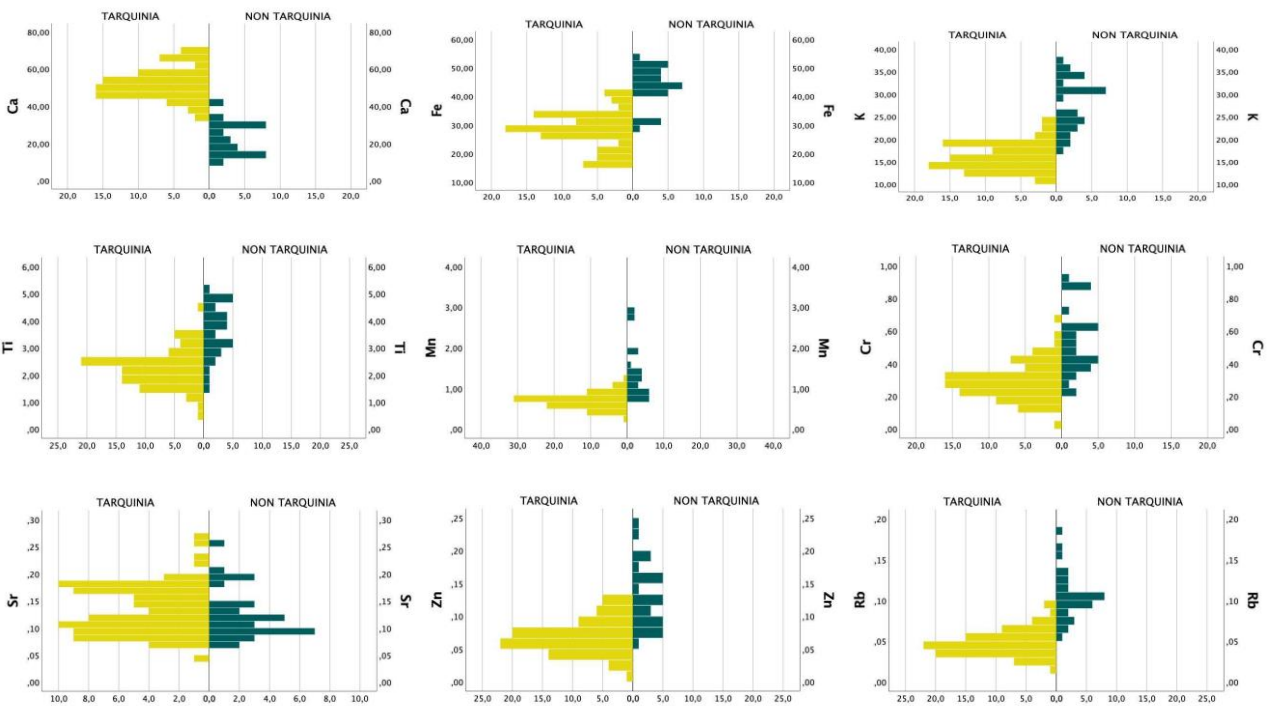 TARQUINIA NON TARQUINIA
80,00 80,00
60,00 60,00
Ca 40,00 40,00 Ca
20,00 20,00
,00 ,00
20,0 15,0 10,0 5,0 0,0 5,0 10,0 15,0 20,0
TARQUINIA NON TARQUINIA
60,00 60,00
50,00 50,00
40,00 40,00
Fe Fe
30,00 30,00
20,00 20,00
10,00 10,00
20,0 15,0 10,0 5,0 0,0 5,0 10,0 15,0 20,0
TARQUINIA NON TARQUINIA
40,00 40,00
35,00 35,00
30,00 30,00
K 25,00 25,00 K
20,00 20,00
15,00 15,00
10,00 10,00
20,0 15,0 10,0 5,0 0,0 5,0 10,0 15,0 20,0
TARQUINIA NON TARQUINIA
6,00 6,00
5,00 5,00
4,00 4,00
Ti 3,00 3,00 Ti
2,00 2,00
1,00 1,00
,00 ,00
25,0 20,0 15,0 10,0 5,0 0,0 5,0 10,0 15,0 20,0 25,0
TARQUINIA NON TARQUINIA
4,00 4,00
3,00 3,00
Mn 2,00 2,00 Mn
1,00 1,00
,00 ,00
40,0 30,0 20,0 10,0 0,0 10,0 20,0 30,0 40,0
TARQUINIA NON TARQUINIA
1,00 1,00
,80 ,80
,60 ,60
Cr Cr
,40 ,40
,20 ,20
,00 ,00
20,0 15,0 10,0 5,0 0,0 5,0 10,0 15,0 20,0
TARQUINIA NON TARQUINIA
,30 ,30
,25 ,25
,20 ,20
Sr ,15 ,15 Sr
,10 ,10
,05 ,05
,00 ,00
10,0 8,0 6,0 4,0 2,0 0,0 2,0 4,0 6,0 8,0 10,0
TARQUINIA NON TARQUINIA
,25 ,25
,20 ,20
,15 ,15
Zn Zn
,10 ,10
,05 ,05
,00 ,00
25,0 20,0 15,0 10,0 5,0 0,0 5,0 10,0 15,0 20,0 25,0
TARQUINIA NON TARQUINIA
,20 ,20
,15 ,15
Rb ,10 ,10 Rb
,05 ,05
,00 ,00
25,0 20,0 15,0 10,0 5,0 0,0 5,0 10,0 15,0 20,0 25,0